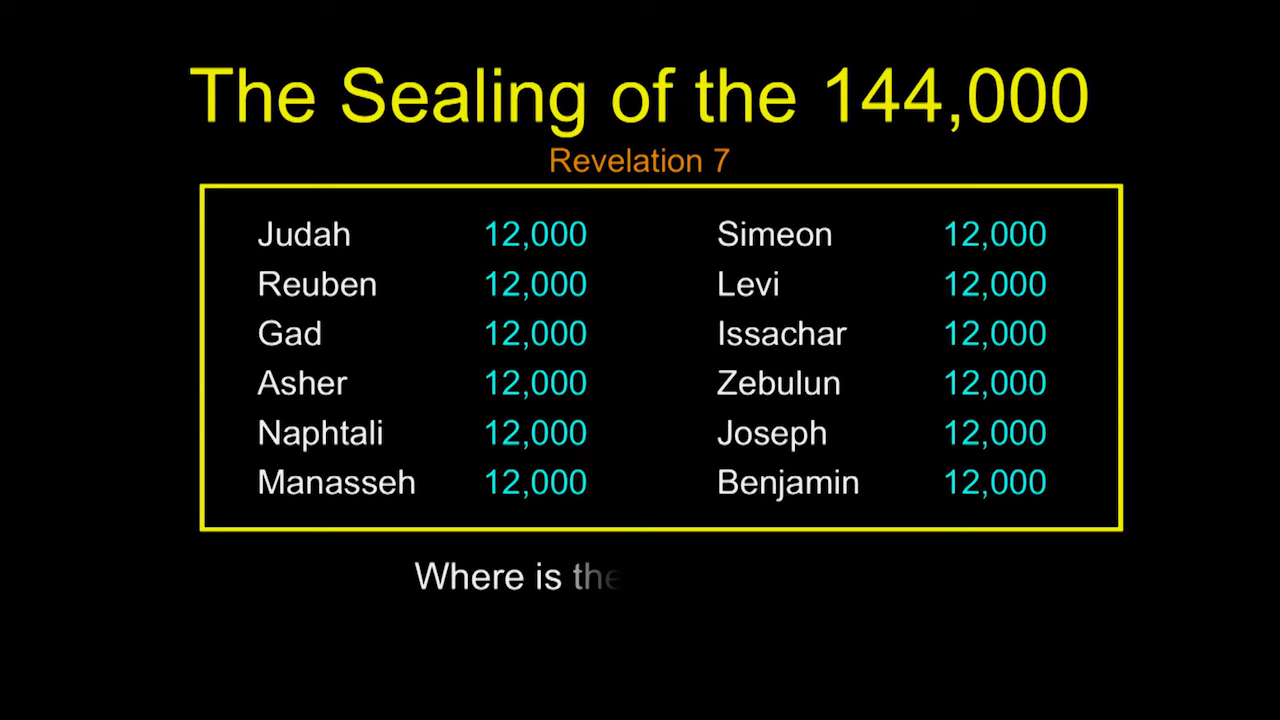 The Sealing of the 144,000
Revelation 7
Judah 12,000 Simeon 12,000
Reuben 12,000 Levi 12,000
Gad 12,000 Issachar 12,000
Asher 12,000 Zebulun 12,000
Naphtali 12,000 Joseph 12,000
Manasseh 12,000 Benjamin 12,000
Where is the